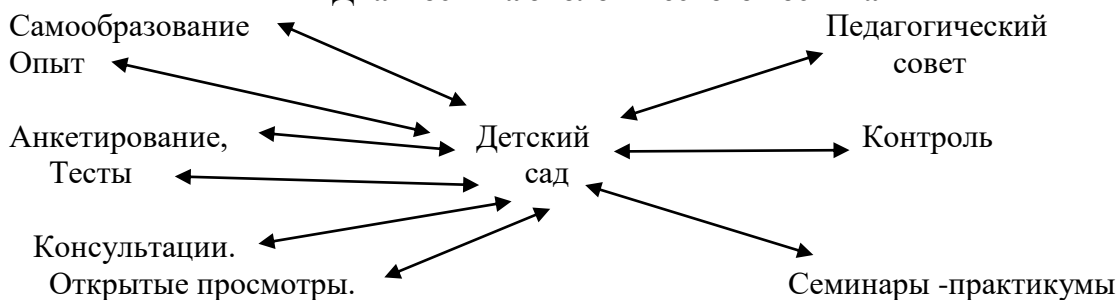 Самообразование
Педагогический
Опыт
совет
Анкетирование,
Детский
Контроль
Тесты
сад
Консультации.
Открытые просмотры.
Семинары -практикумы